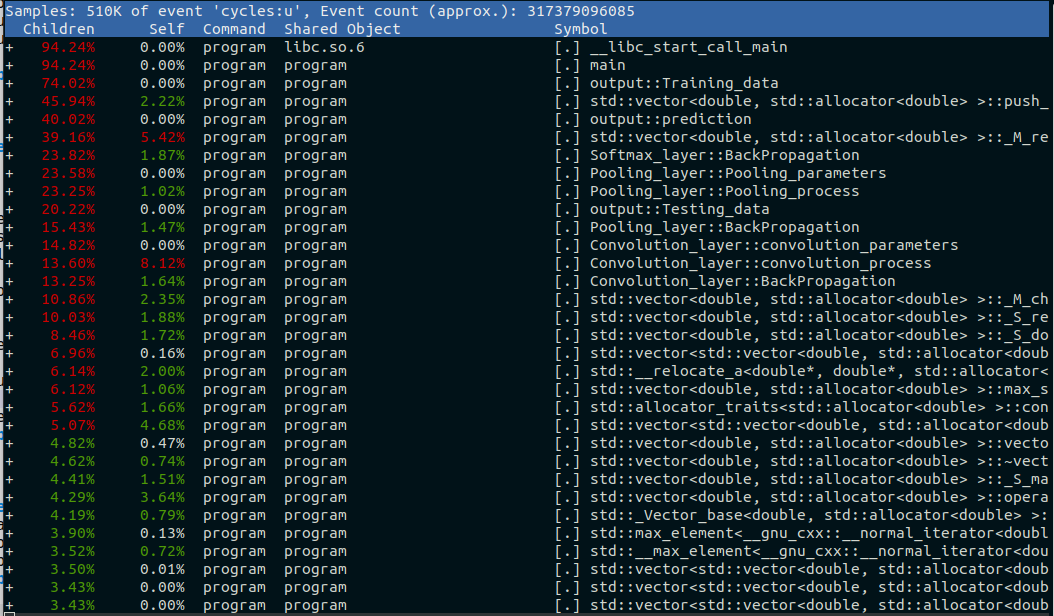 Samples: 510K of event 'cycles:u', Event count (approx.): 317379096085
Children Self Command Shared Object Symbol
+ 94.24% 0.00% program libc.so.6 [.] __libc_start_call_main
+ 94.24% 0.00% program program [.] main
+ 74.02% 0.00% program program [.] output::Training_data
+ 45.94% 2.22% program program [.] std::vector<double, std::allocator<double> >::push_
+ 40.02% 0.00% program program [.] output::prediction
+ 39.16% 5.42% program program [.] std::vector<double, std::allocator<double> >::_M_re
+ 23.82% 1.87% program program [.] Softmax_layer::BackPropagation
+ 23.58% 0.00% program program [.] Pooling_layer::Pooling_parameters
+ 23.25% 1.02% program program [.] Pooling_layer::Pooling_process
+ 20.22% 0.00% program program [.] output::Testing_data
+ 15.43% 1.47% program program [.] Pooling_layer::BackPropagation
+ 14.82% 0.00% program program [.] Convolution_layer::convolution_parameters
+ 13.60% 8.12% program program [.] Convolution_layer::convolution_process
+ 13.25% 1.64% program program [.] Convolution_layer::BackPropagation
+ 10.86% 2.35% program program [.] std::vector<double, std::allocator<double> >::_M_ch
+ 10.03% 1.88% program program [.] std::vector<double, std::allocator<double> >::_S_re
+ 8.46% 1.72% program program [.] std::vector<double, std::allocator<double> >::_S_do
+ 6.96% 0.16% program program [.] std::vector<std::vector<double, std::allocator<doub
+ 6.14% 2.00% program program [.] std::__relocate_a<double*, double*, std::allocator<
+ 6.12% 1.06% program program [.] std::vector<double, std::allocator<double> >::max_s
+ 5.62% 1.66% program program [.] std::allocator_traits<std::allocator<double> >::con
+ 5.07% 4.68% program program [.] std::vector<std::vector<double, std::allocator<doub
+ 4.82% 0.47% program program [.] std::vector<double, std::allocator<double> >::vecto
+ 4.62% 0.74% program program [.] std::vector<double, std::allocator<double> >::~vect
+ 4.41% 1.51% program program [.] std::vector<double, std::allocator<double> >::_S_ma
+ 4.29% 3.64% program program [.] std::vector<double, std::allocator<double> >::opera
+ 4.19% 0.79% program program [.] std::_Vector_base<double, std::allocator<double> >:
+ 3.90% 0.13% program program [.] std::max_element<__gnu_cxx::__normal_iterator<doubl
+ 3.52% 0.72% program program [.] std::__max_element<__gnu_cxx::__normal_iterator<dou
+ 3.50% 0.01% program program [.] std::vector<std::vector<double, std::allocator<doub
+ 3.43% 0.00% program program [.] std::vector<std::vector<double, std::allocator<doub
+ 3.43% 0.00% program program [.] std::vector<std::vector<double, std::allocator<doub